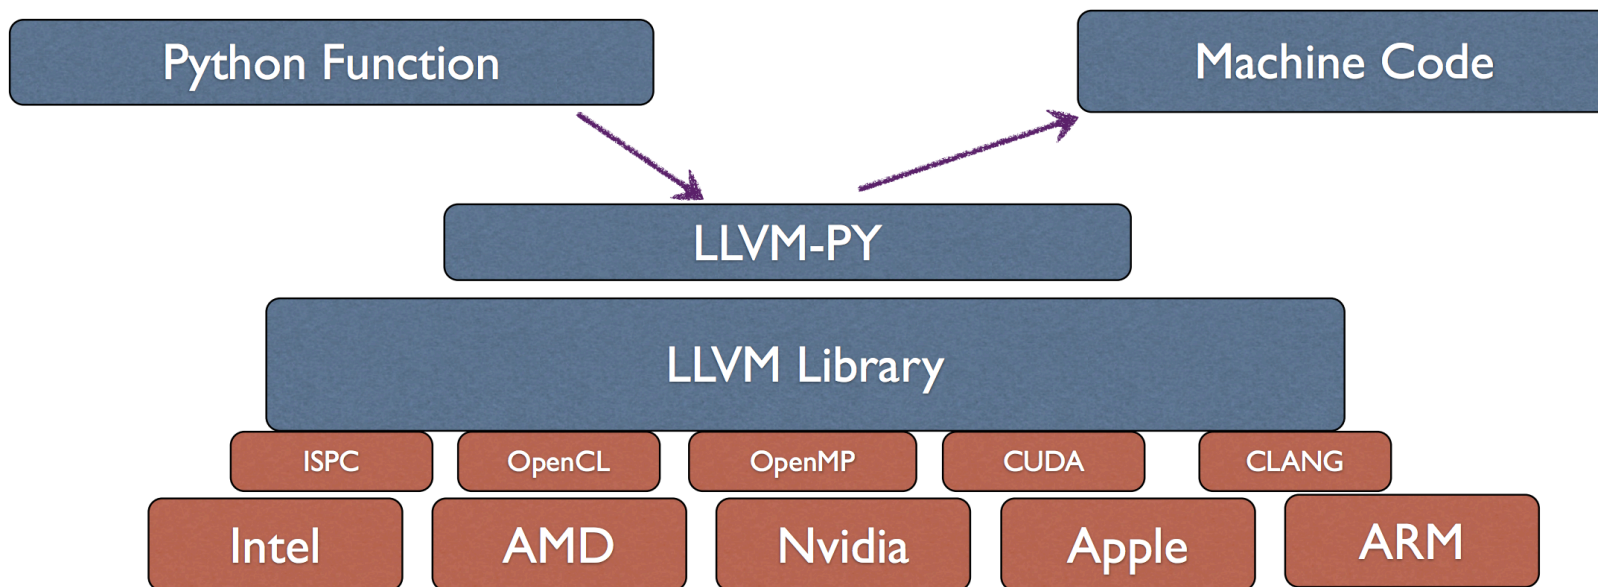 Python Function
Machine Code
LLVM-PY
LLVM Library
ISPC
OpenCL
OpenMP
CUDA
CLANG
Intel
AMD
Nvidia
Apple
ARM